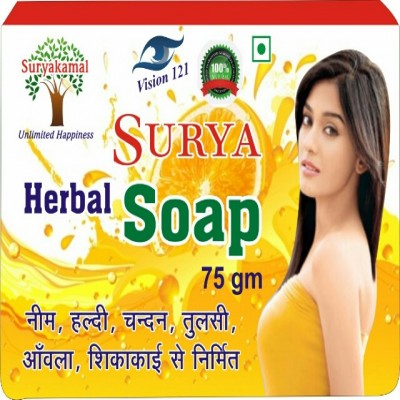 Suryakamal
Unlimited Happiness
Vision 121
100%
SURYA
Herbal Soap
75 gm
नीम, हल्दी, चन्दन, तुलसी,
आँवला, शिकाकाई से निर्मित